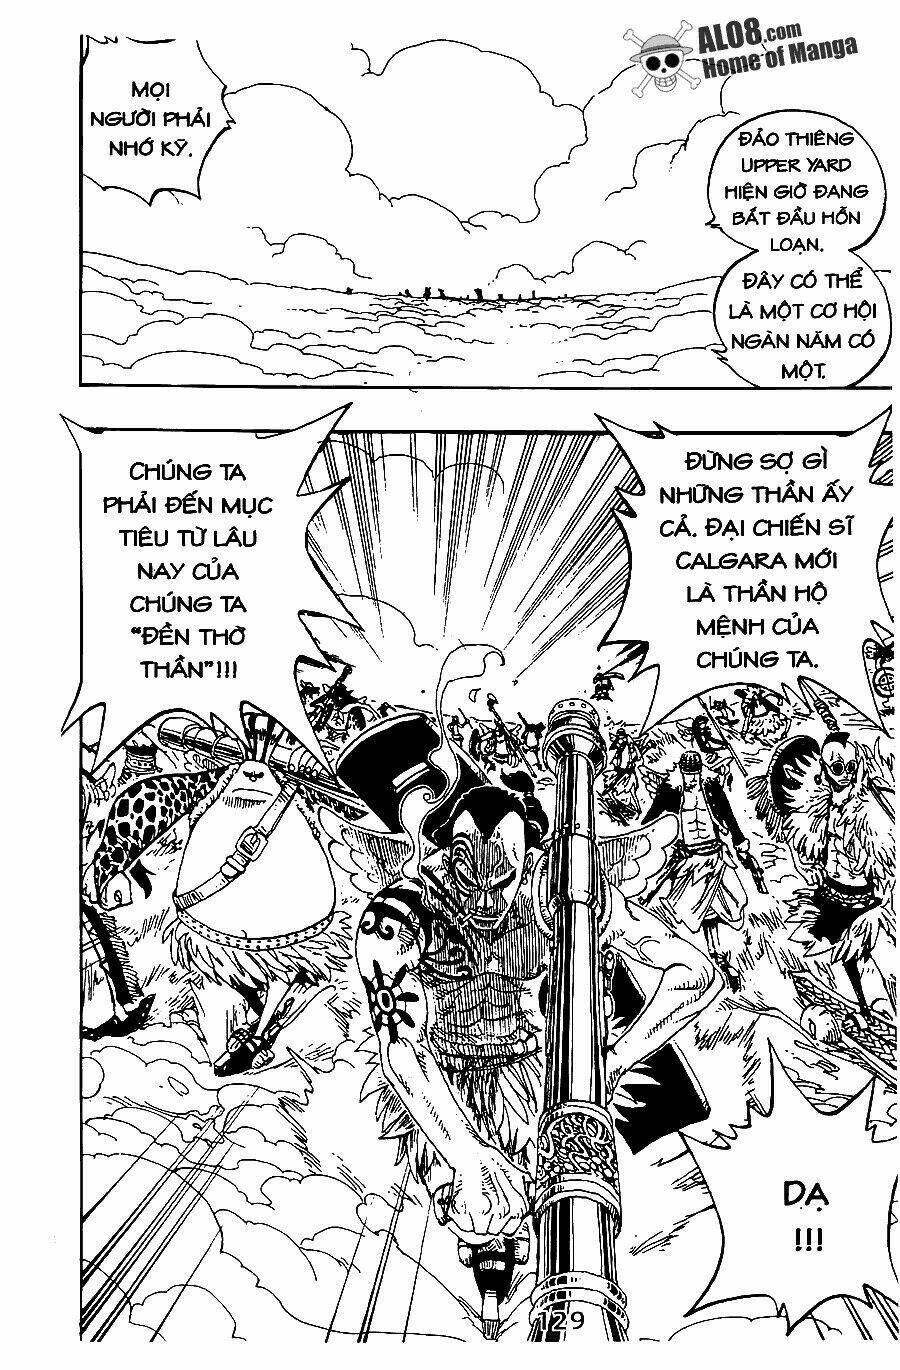 AL08.com
Home of Manga
ĐẢO THIÊNG
UPPER YARD
HIỆN GIỜ ĐANG
BẮT ĐẦU HỖN
LOẠN.
ĐÂY CÓ THỂ
LÀ MỘT CƠ HỘI
NGÀN NĂM CÓ
MỘT.
MỌI
NGƯỜI PHẢI
NHỚ KỸ.
ĐỪNG SỢ GÌ
NHỮNG THẦN ẤY
CẢ. ĐẠI CHIẾN SĨ
CALGARA MỚI
LÀ THẦN HỘ
MỆNH CỦA
CHÚNG TA.
CHÚNG TA
PHẢI ĐẾN MỤC
TIÊU TỪ LÂU
NAY CỦA
CHÚNG TA
“ĐỀN THỜ
THẦN”!!!
DẠ
!!!
129